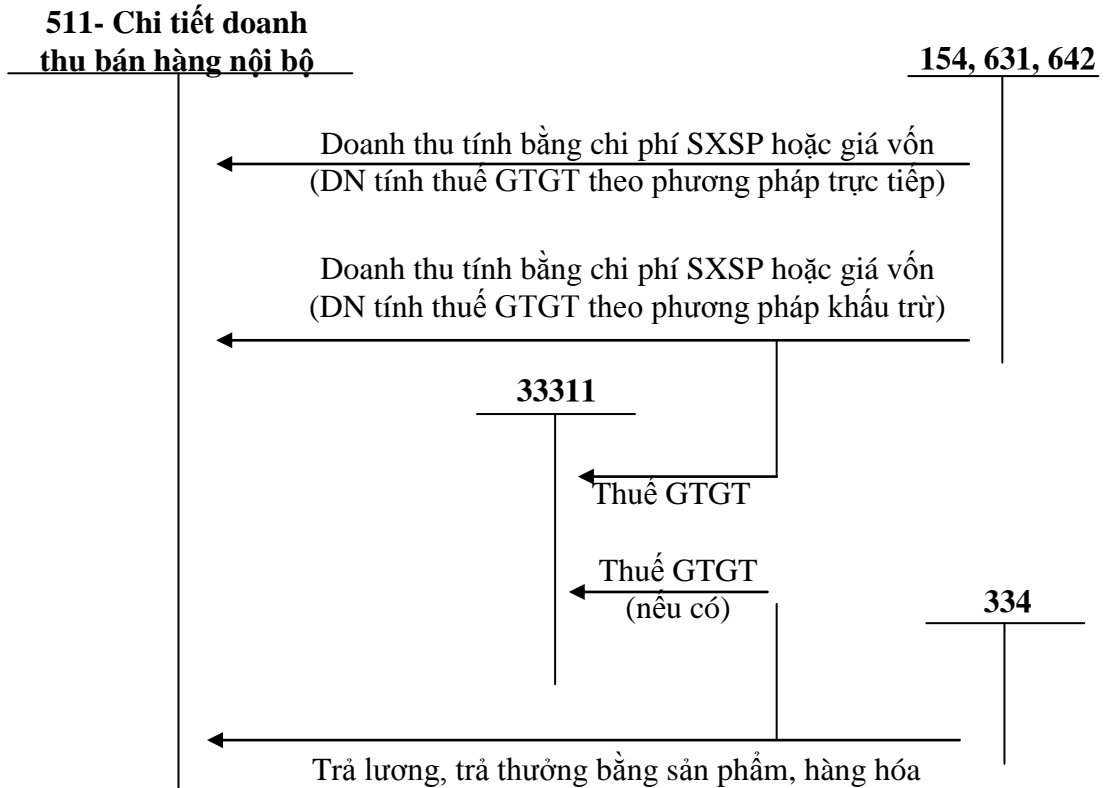 511- Chi tiết doanh
thu bán hàng nội bộ
154, 631, 642
Doanh thu tính bằng chi phí SXSP hoặc giá vốn
(DN tính thuế GTGT theo phương pháp trực tiếp)
Doanh thu tính bằng chi phí SXSP hoặc giá vốn
(DN tính thuế GTGT theo phương pháp khấu trừ)
33311
Thuế GTGT
Thuế GTGT
(nếu có)
334
Trả lương, trả thưởng bằng sản phẩm, hàng hóa